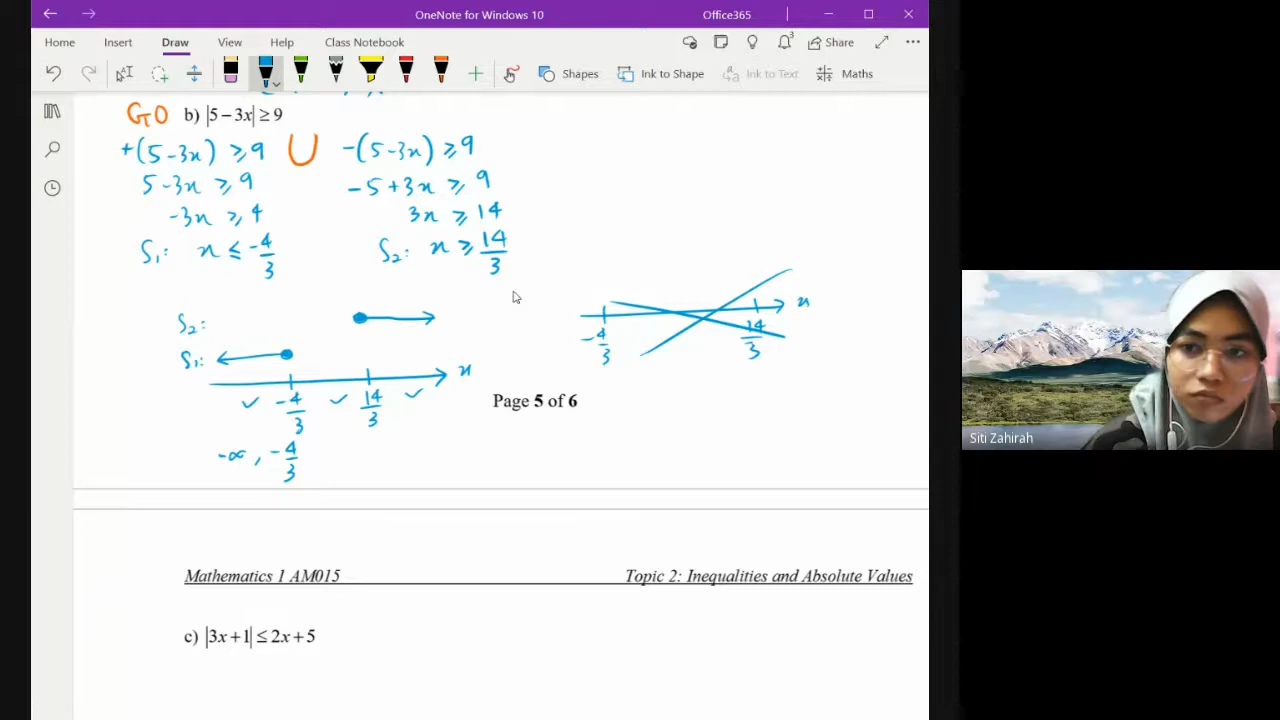 OneNote for Windows 10
Office365
Home Insert Draw View Help Class Notebook
3
Share
Shapes
Ink to Shape
Ink to Text
Maths
GO b) |5 − 3x| ≥ 9
+(5-3x) ≥ 9 U -(5-3x) ≥ 9
5-3x ≥ 9 -5+3x ≥ 9
-3x ≥ 4 3x ≥ 14
S1: x ≤ -4/3 S2: x ≥ 14/3
x
-4/3 14/3
S2:
S1:
x
-4/3 14/3
Page 5 of 6
-∞, -4/3
Mathematics 1 AM015 Topic 2: Inequalities and Absolute Values
c) |3x+1| ≤ 2x+5
Siti Zahirah